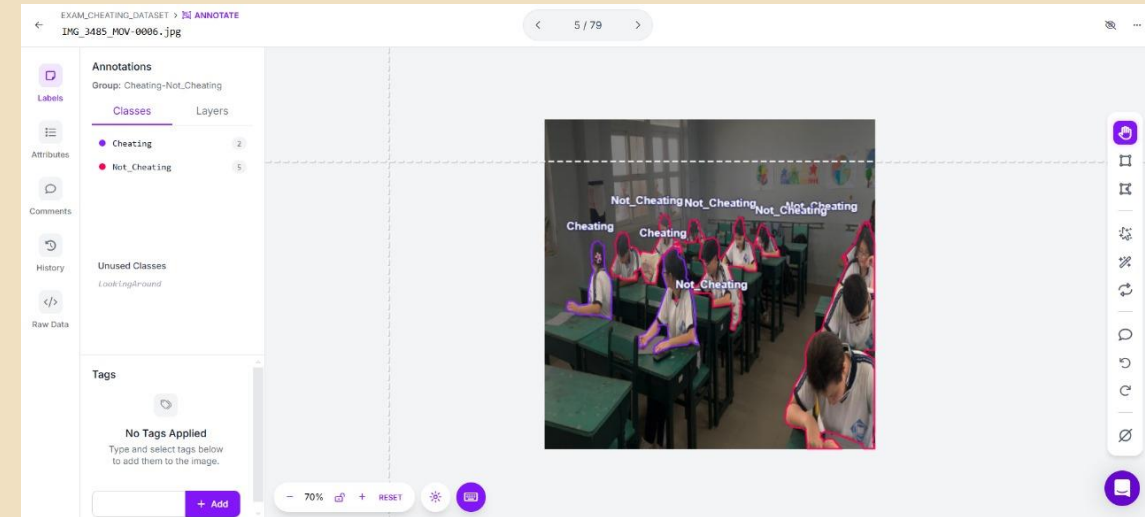 EXAM_CHEATING_DATASET > ANNOTATE
IMG_3485_MOV-0006.jpg
5 / 79
Labels
Attributes
Comments
History
Raw Data
Annotations
Group: Cheating-Not_Cheating
Classes Layers
Cheating 2
Not_Cheating 5
Unused Classes
LookingAround
Tags
No Tags Applied
Type and select tags below
to add them to the image.
+ Add
Not_Cheating Not_Cheating Not_Cheating Not_Cheating
Cheating
Cheating
Not_Cheating
− 70% + RESET